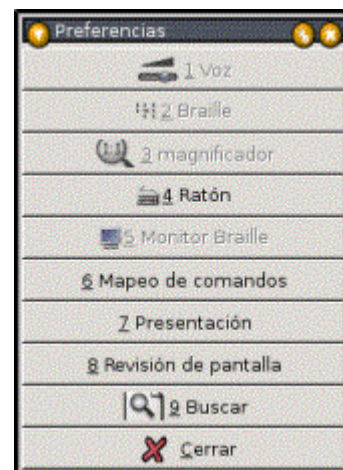 Preferencias
1 Voz
2 Braille
3 magnificador
4 Ratón
5 Monitor Braille
6 Mapeo de comandos
7 Presentación
8 Revisión de pantalla
9 Buscar
Cerrar